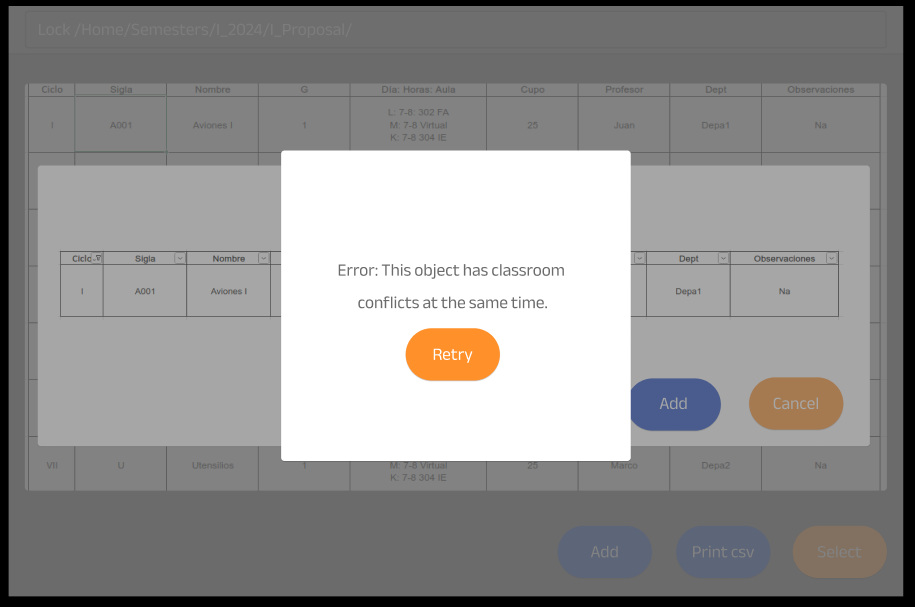 Lock /Home/Semesters/I_2024/I_Proposal/
Ciclo Sigla Nombre G Día: Horas: Aula Cupo Profesor Dept Observaciones
L: 7-8: 302 FA
I A001 Aviones I 1 M: 7-8 Virtual 25 Juan Depa1 Na
K: 7-8 304 IE
Ciclo Sigla Nombre Dept Observaciones
I A001 Aviones I Depa1 Na
Error: This object has classroom
conflicts at the same time.
Retry
Add Cancel
VII U Utensilios 1 M: 7-8 Virtual 25 Marco Depa2 Na
K: 7-8 304 IE
Add Print csv Select